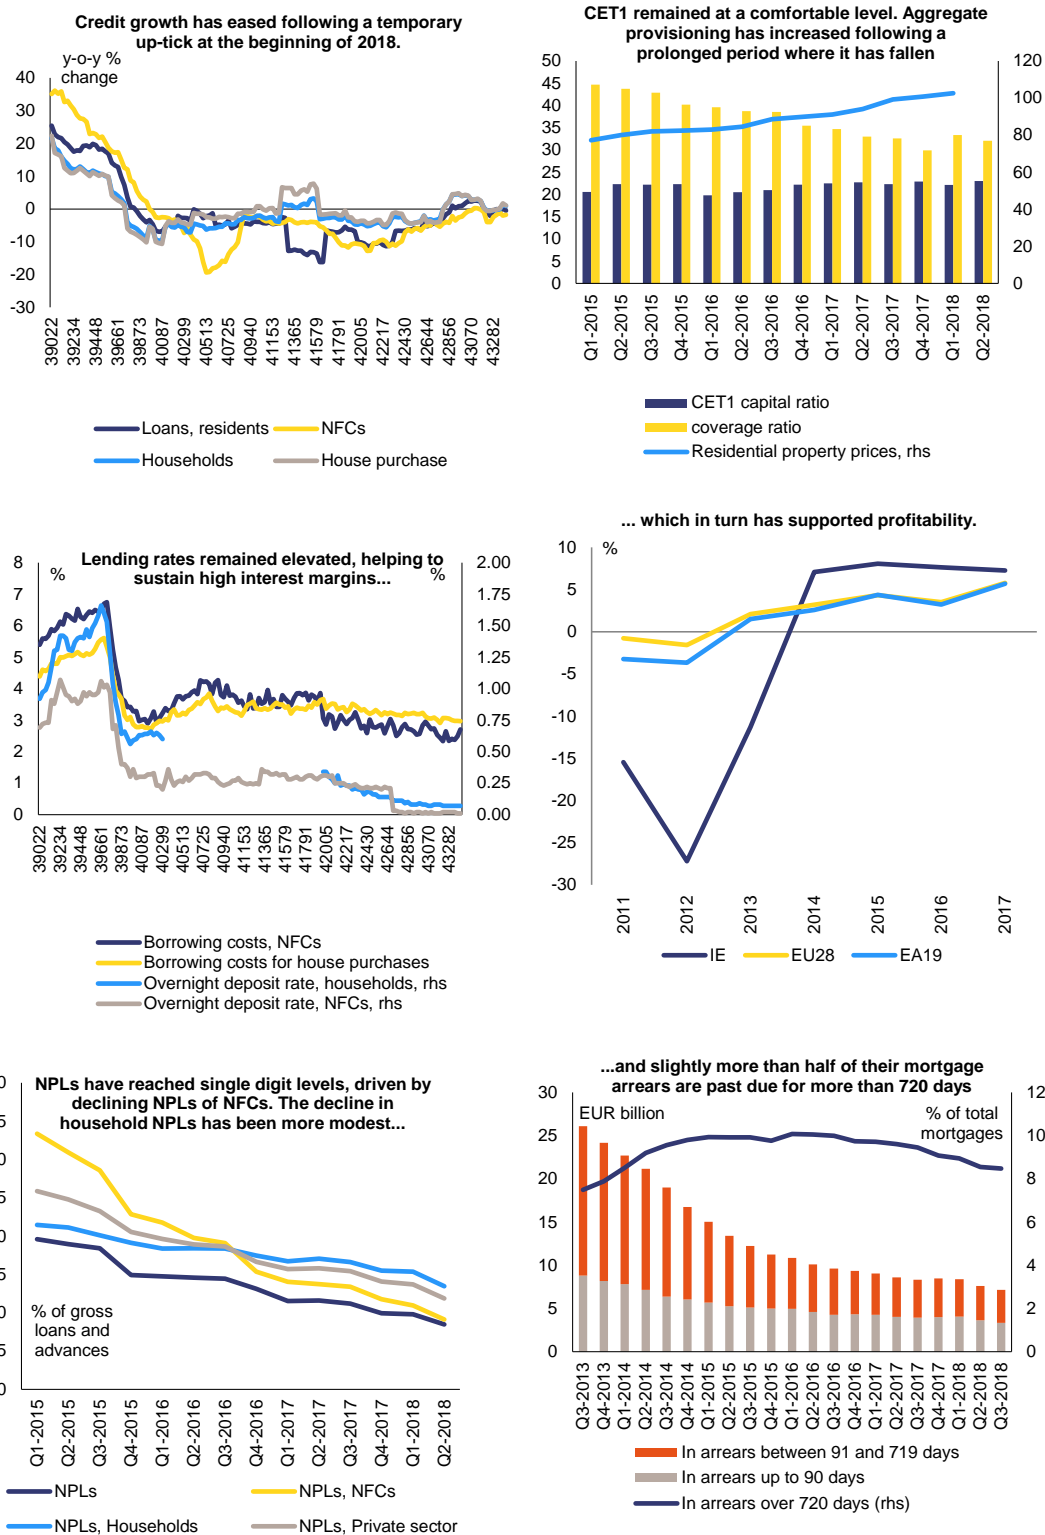 Credit growth has eased following a temporary
up-tick at the beginning of 2018.
y-o-y %
change
40
30
20
10
0
-10
-20
-30
39022
39234
39448
39661
39873
40087
40299
40513
40725
40940
41153
41365
41579
41791
42005
42217
42430
42644
42856
43070
43282
Loans, residents
NFCs
Households
House purchase
CET1 remained at a comfortable level. Aggregate
provisioning has increased following a
prolonged period where it has fallen
50
45
40
35
30
25
20
15
10
5
0
120
100
80
60
40
20
0
Q1-2015
Q2-2015
Q3-2015
Q4-2015
Q1-2016
Q2-2016
Q3-2016
Q4-2016
Q1-2017
Q2-2017
Q3-2017
Q4-2017
Q1-2018
Q2-2018
CET1 capital ratio
coverage ratio
Residential property prices, rhs
Lending rates remained elevated, helping to
sustain high interest margins...
%
%
8
7
6
5
4
3
2
1
0
2.00
1.75
1.50
1.25
1.00
0.75
0.50
0.25
0.00
39022
39234
39448
39661
39873
40087
40299
40513
40725
40940
41153
41365
41579
41791
42005
42217
42430
42644
42856
43070
43282
Borrowing costs, NFCs
Borrowing costs for house purchases
Overnight deposit rate, households, rhs
Overnight deposit rate, NFCs, rhs
... which in turn has supported profitability.
%
10
5
0
-5
-10
-15
-20
-25
-30
2011
2012
2013
2014
2015
2016
2017
IE
EU28
EA19
NPLs have reached single digit levels, driven by
declining NPLs of NFCs. The decline in
household NPLs has been more modest...
0
5
0
5
0
5
0
5
0
% of gross
loans and
advances
Q1-2015
Q2-2015
Q3-2015
Q4-2015
Q1-2016
Q2-2016
Q3-2016
Q4-2016
Q1-2017
Q2-2017
Q3-2017
Q4-2017
Q1-2018
Q2-2018
NPLs
NPLs, NFCs
NPLs, Households
NPLs, Private sector
...and slightly more than half of their mortgage
arrears are past due for more than 720 days
EUR billion
% of total
mortgages
30
25
20
15
10
5
0
12
10
8
6
4
2
0
Q3-2013
Q4-2013
Q1-2014
Q2-2014
Q3-2014
Q4-2014
Q1-2015
Q2-2015
Q3-2015
Q4-2015
Q1-2016
Q2-2016
Q3-2016
Q4-2016
Q1-2017
Q2-2017
Q3-2017
Q4-2017
Q1-2018
Q2-2018
Q3-2018
In arrears between 91 and 719 days
In arrears up to 90 days
In arrears over 720 days (rhs)